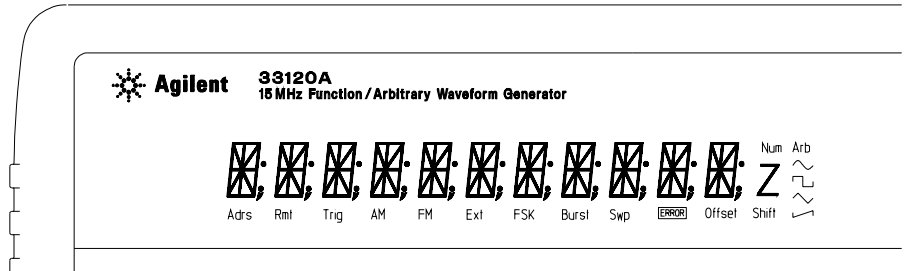 Agilent
33120A
15 MHz Function / Arbitrary Waveform Generator
Num Arb
Z
Adrs Rmt Trig AM FM Ext FSK Burst Swp ERROR Offset Shift